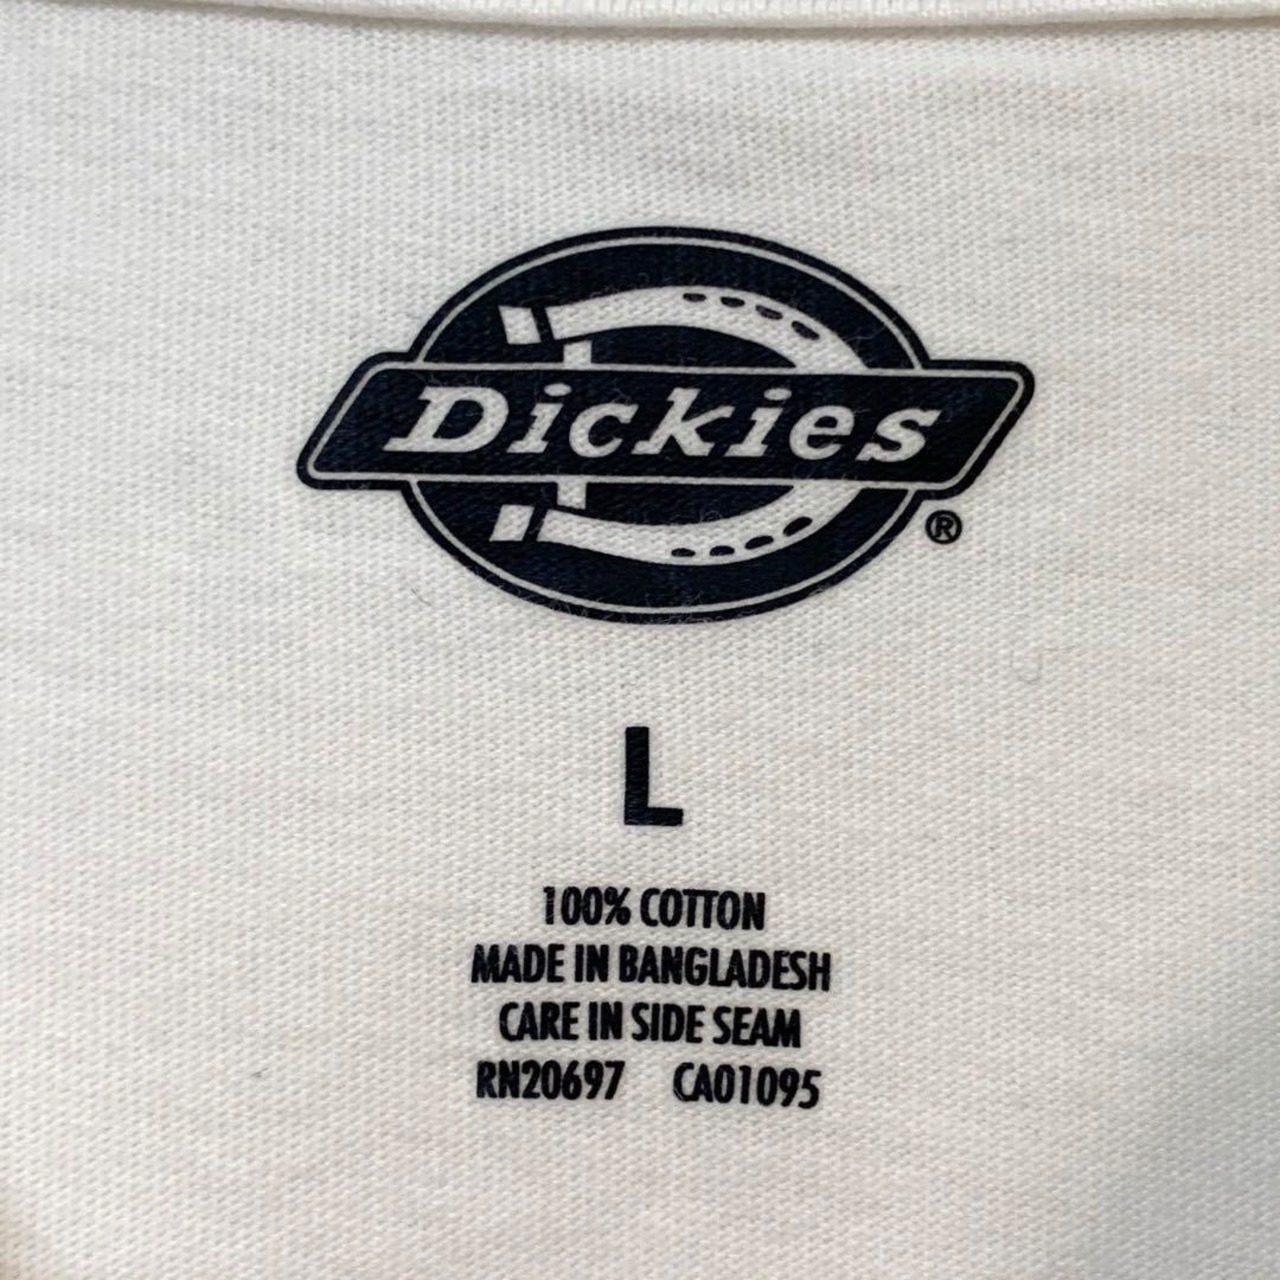 Dickies
®
L
100% COTTON
MADE IN BANGLADESH
CARE IN SIDE SEAM
RN20697 CA01095